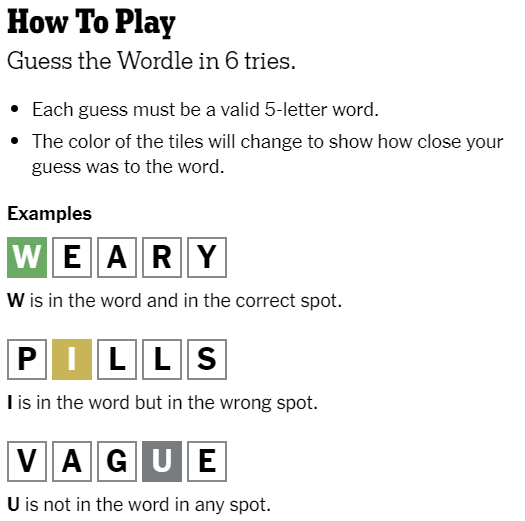 How To Play
Guess the Wordle in 6 tries.
• Each guess must be a valid 5-letter word.
• The color of the tiles will change to show how close your
guess was to the word.
Examples
W E A R Y
W is in the word and in the correct spot.
P I L L S
I is in the word but in the wrong spot.
V A G U E
U is not in the word in any spot.